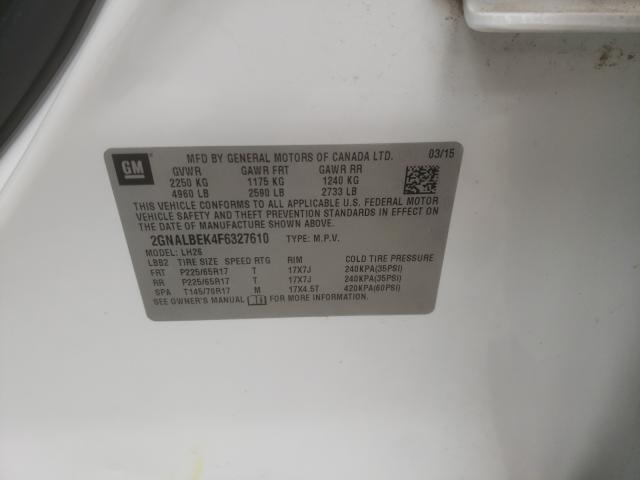 GM
MFD BY GENERAL MOTORS OF CANADA LTD. 03/15
GVWR GAWR FRT GAWR RR
2250 KG 1175 KG 1240 KG
4960 LB 2590 LB 2733 LB
THIS VEHICLE CONFORMS TO ALL APPLICABLE U.S. FEDERAL MOTOR
VEHICLE SAFETY AND THEFT PREVENTION STANDARDS IN EFFECT ON
THE DATE OF MANUFACTURE SHOWN ABOVE.
2GNALBEK4F6327610 TYPE: M.P.V.
MODEL: LH26
LBB2 TIRE SIZE SPEED RTG RIM COLD TIRE PRESSURE
FRT P225/65R17 T 17X7J 240KPA(35PSI)
RR P225/65R17 T 17X7J 240KPA(35PSI)
SPA T145/70R17 M 17X4.5T 420KPA(60PSI)
SEE OWNER'S MANUAL FOR MORE INFORMATION.